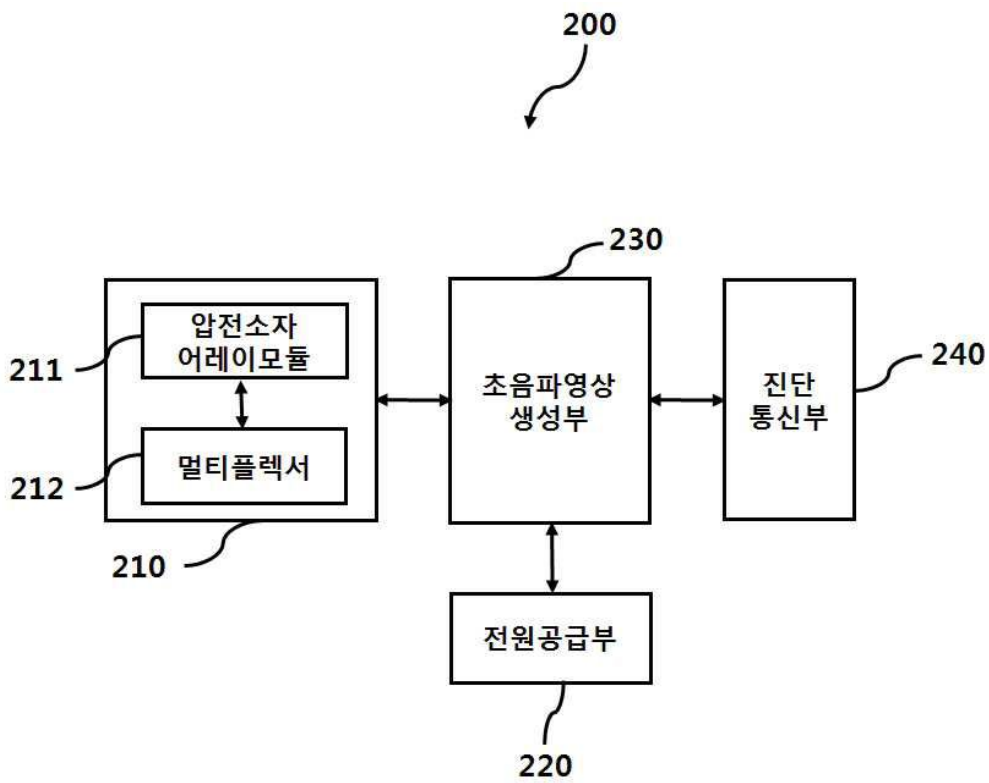 200
230
압전소자
어레이모듈
211
초음파영상
생성부
진단
통신부
240
멀티플렉서
212
210
전원공급부
220